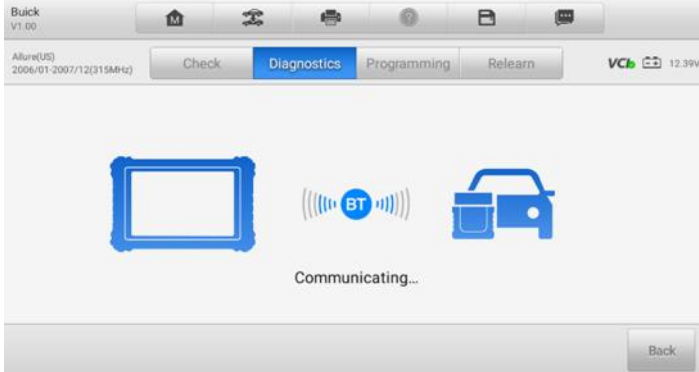 Buick
V1.00
M
?
Allure(US)
2006/01-2007/12(315MHz)
Check
Diagnostics
Programming
Relearn
VCI
12.39V
BT
Communicating...
Back